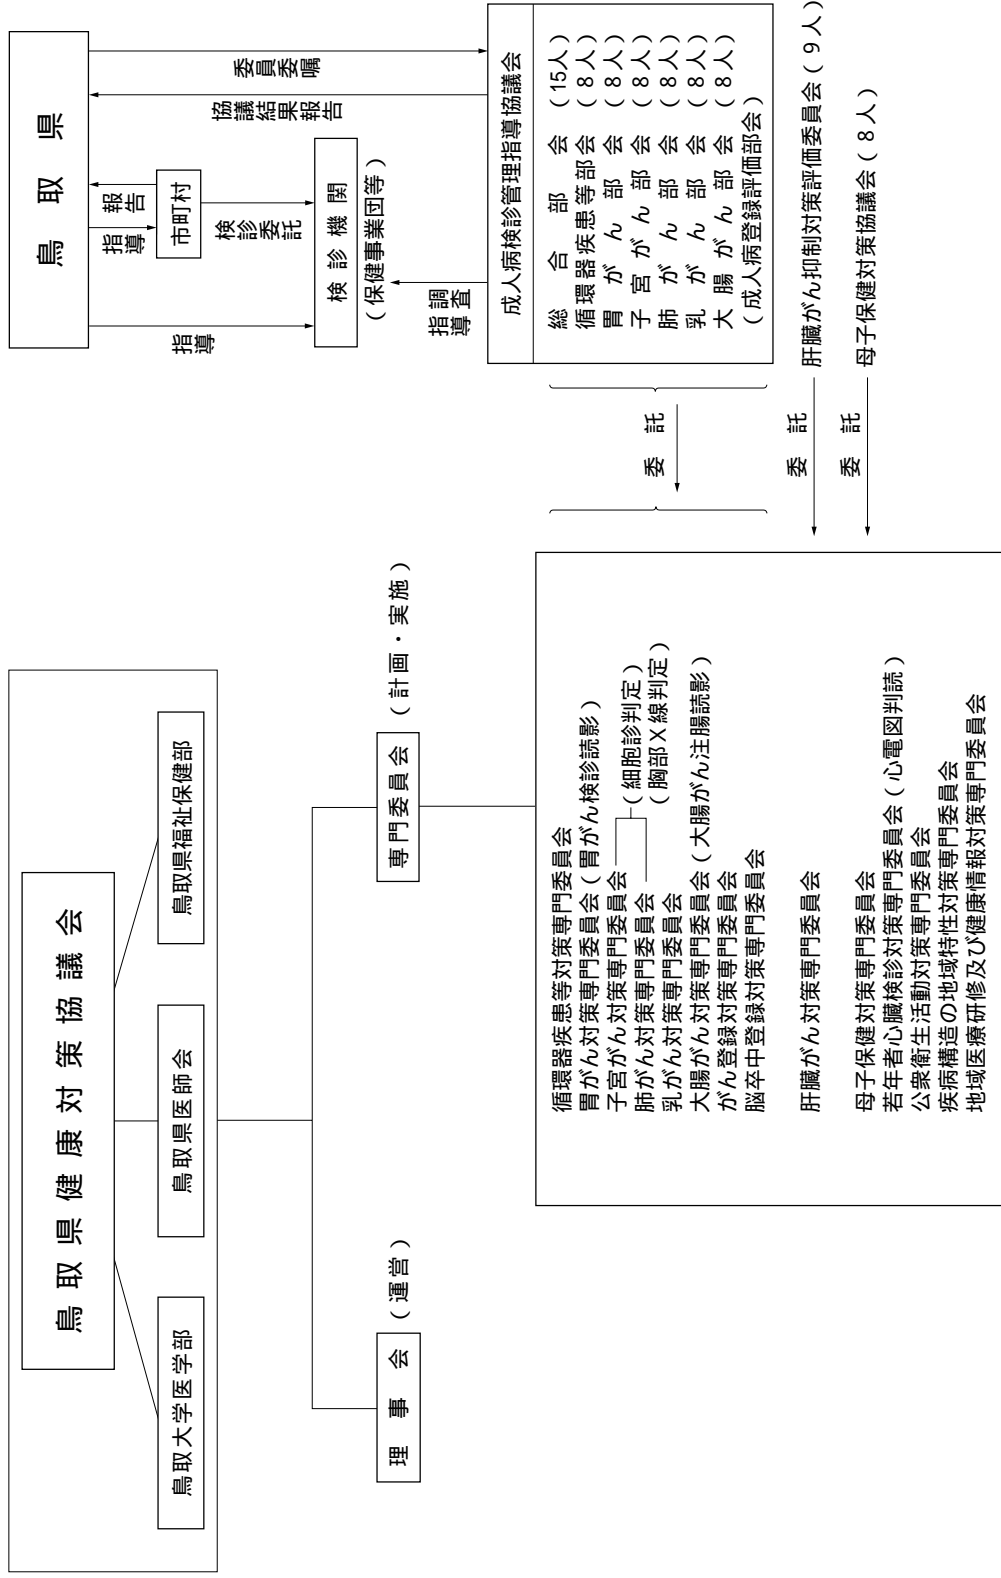 鳥取県健康対策協議会
鳥取大学医学部
鳥取県医師会
鳥取県福祉保健部
理事会
(運営)
専門委員会
(計画・実施)
循環器疾患等対策専門委員会
胃がん対策専門委員会(胃がん検診読影)
子宮がん対策専門委員会
(細胞診判定)
肺がん対策専門委員会
(胸部X線判定)
乳がん対策専門委員会
大腸がん対策専門委員会(大腸がん注腸読影)
がん登録対策専門委員会
脳卒中登録対策専門委員会
肝臓がん対策専門委員会
母子保健対策専門委員会
若年者心臓検診対策専門委員会(心電図判読)
公衆衛生活動対策専門委員会
疾病構造の地域特性対策専門委員会
地域医療研修及び健康情報対策専門委員会
鳥取県
指導
指導
報告
協議結果報告
委員委嘱
市町村
検診委託
検診機関
(保健事業団等)
指導
調査
成人病検診管理指導協議会
総合部会(15人)
循環器疾患等部会(8人)
胃がん部会(8人)
子宮がん部会(8人)
肺がん部会(8人)
乳がん部会(8人)
大腸がん部会(8人)
(成人病登録評価部会)
委託
委託
肝臓がん抑制対策評価委員会(9人)
委託
母子保健対策協議会(8人)